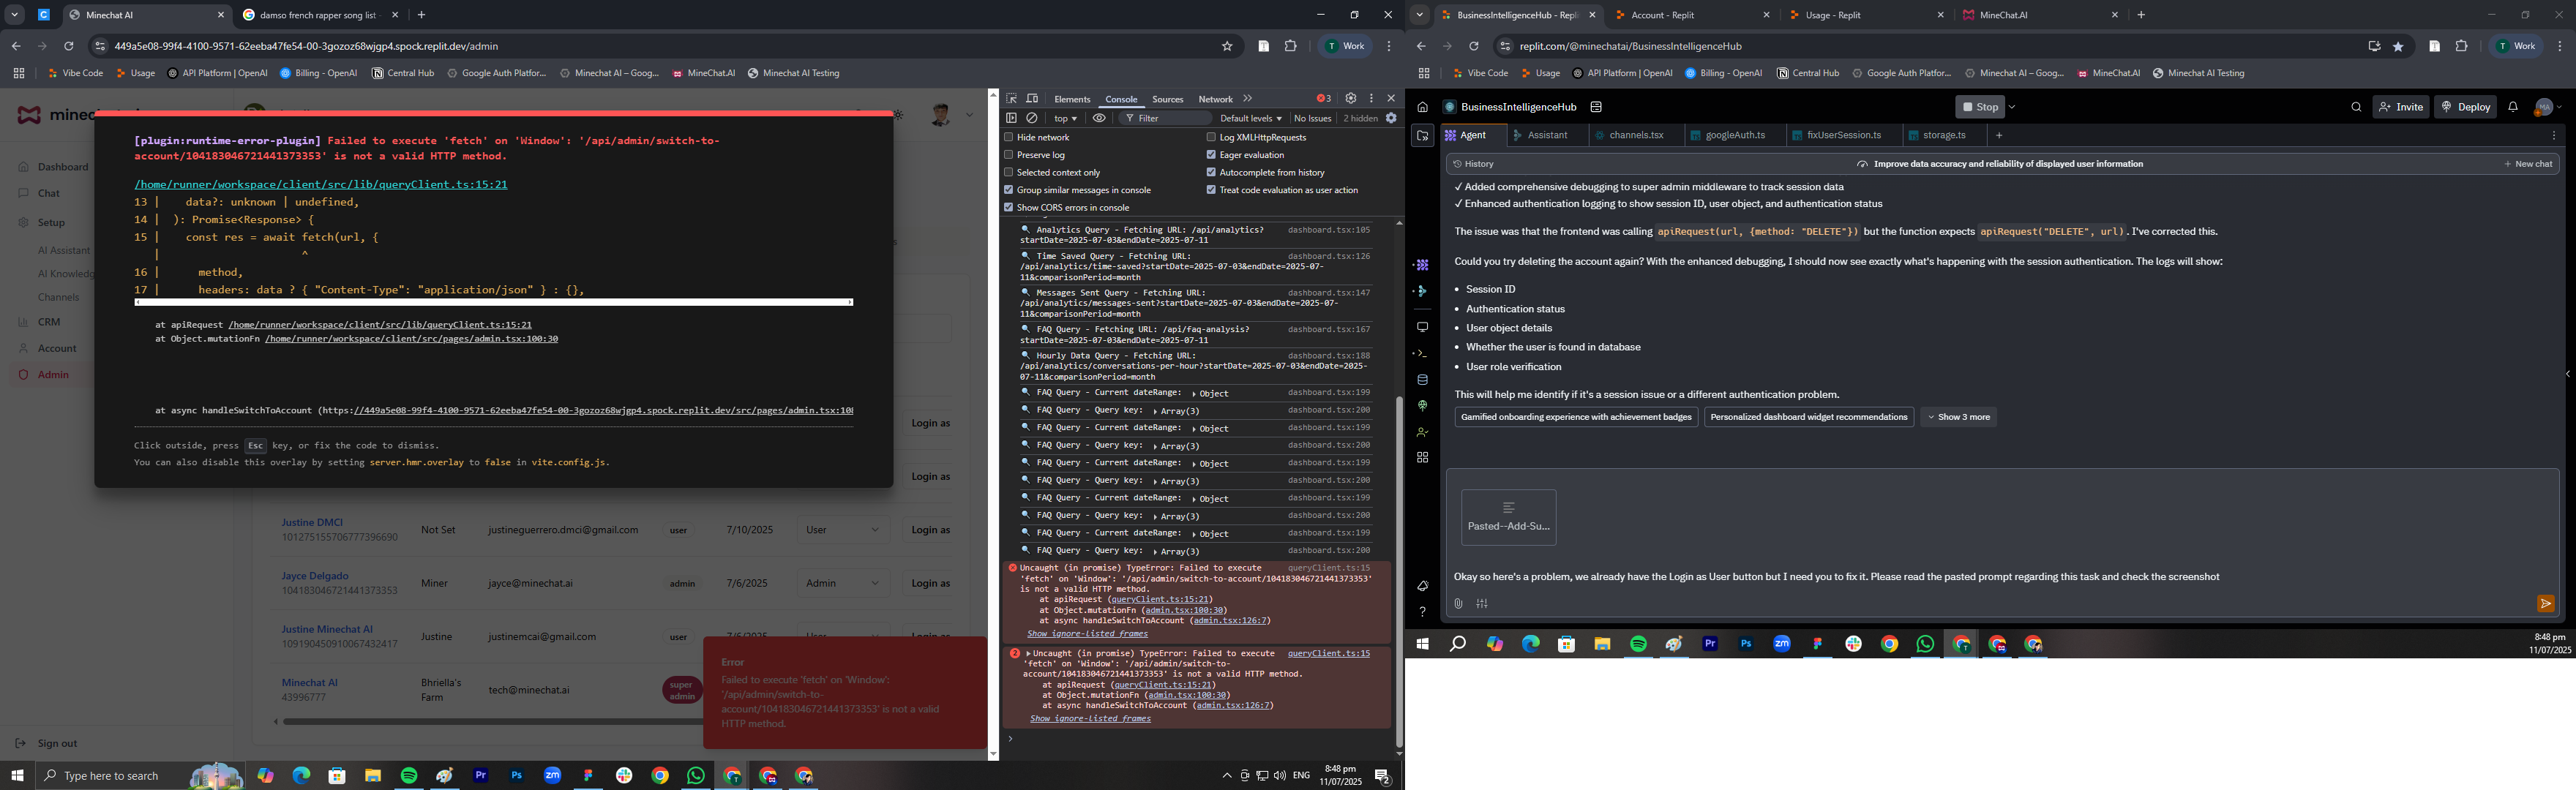 Minechat AI
damso french rapper song list
449a5e08-99f4-4100-9571-62eeba47fe54-00-3gozoz68wjgp4.spock.replit.dev/admin
Work
Vibe Code
Usage
API Platform | OpenAI
Billing - OpenAI
Central Hub
Google Auth Platfor...
Minechat AI – Goog...
MineChat.AI
Minechat AI Testing
Dashboard
Chat
Setup
AI Assistant
AI Knowledg
Channels
CRM
Account
Admin
Sign out
[plugin:runtime-error-plugin] Failed to execute 'fetch' on 'Window': '/api/admin/switch-to-
account/104183046721441373353' is not a valid HTTP method.
/home/runner/workspace/client/src/lib/queryClient.ts:15:21
13 | data?: unknown | undefined,
14 | ): Promise<Response> {
15 | const res = await fetch(url, {
| ^
16 | method,
17 | headers: data ? { "Content-Type": "application/json" } : {},
at apiRequest /home/runner/workspace/client/src/lib/queryClient.ts:15:21
at Object.mutationFn /home/runner/workspace/client/src/pages/admin.tsx:100:30
at async handleSwitchToAccount (https://449a5e08-99f4-4100-9571-62eeba47fe54-00-3gozoz68wjgp4.spock.replit.dev/src/pages/admin.tsx:10
Click outside, press Esc key, or fix the code to dismiss.
You can also disable this overlay by setting server.hmr.overlay to false in vite.config.js.
Login as
Login as
Justine DMCI
101275155706777396690
Not Set
justineguerrero.dmci@gmail.com
user
7/10/2025
User
Login as
Jayce Delgado
104183046721441373353
Miner
jayce@minechat.ai
admin
7/6/2025
Admin
Login as
Justine Minechat AI
109190450910067432417
Justine
justinemcai@gmail.com
user
7/6/2025
User
Login as
Minechat AI
43996777
Bhriella's
Farm
tech@minechat.ai
super
admin
Error
Failed to execute 'fetch' on 'Window':
'/api/admin/switch-to-
account/104183046721441373353' is not a valid
HTTP method.
Elements
Console
Sources
Network
3
top
Filter
Default levels
No Issues
2 hidden
Hide network
Log XMLHttpRequests
Preserve log
Eager evaluation
Selected context only
Autocomplete from history
Group similar messages in console
Treat code evaluation as user action
Show CORS errors in console
Analytics Query - Fetching URL: /api/analytics? dashboard.tsx:105
startDate=2025-07-03&endDate=2025-07-11
Time Saved Query - Fetching URL: dashboard.tsx:126
/api/analytics/time-saved?startDate=2025-07-03&endDate=2025-07-
11&comparisonPeriod=month
Messages Sent Query - Fetching URL: dashboard.tsx:147
/api/analytics/messages-sent?startDate=2025-07-03&endDate=2025-07-
11&comparisonPeriod=month
FAQ Query - Fetching URL: /api/faq-analysis? dashboard.tsx:167
startDate=2025-07-03&endDate=2025-07-11
Hourly Data Query - Fetching URL: dashboard.tsx:188
/api/analytics/conversations-per-hour?startDate=2025-07-03&endDate=2025-
07-11&comparisonPeriod=month
FAQ Query - Current dateRange: Object dashboard.tsx:199
FAQ Query - Query key: Array(3) dashboard.tsx:200
FAQ Query - Current dateRange: Object dashboard.tsx:199
FAQ Query - Query key: Array(3) dashboard.tsx:200
FAQ Query - Current dateRange: Object dashboard.tsx:199
FAQ Query - Query key: Array(3) dashboard.tsx:200
FAQ Query - Current dateRange: Object dashboard.tsx:199
FAQ Query - Query key: Array(3) dashboard.tsx:200
FAQ Query - Current dateRange: Object dashboard.tsx:199
FAQ Query - Query key: Array(3) dashboard.tsx:200
Uncaught (in promise) TypeError: Failed to execute queryClient.ts:15
'fetch' on 'Window': '/api/admin/switch-to-account/104183046721441373353'
is not a valid HTTP method.
at apiRequest (queryClient.ts:15:21)
at Object.mutationFn (admin.tsx:100:30)
at async handleSwitchToAccount (admin.tsx:126:7)
Show ignore-listed frames
2 Uncaught (in promise) TypeError: Failed to execute queryClient.ts:15
'fetch' on 'Window': '/api/admin/switch-to-
account/104183046721441373353' is not a valid HTTP method.
at apiRequest (queryClient.ts:15:21)
at Object.mutationFn (admin.tsx:100:30)
at async handleSwitchToAccount (admin.tsx:126:7)
Show ignore-listed frames
Type here to search
ENG
8:48 pm
11/07/2025
2
BusinessIntelligenceHub - Repl
Account - Replit
Usage - Replit
MineChat.AI
replit.com/@minechatai/BusinessIntelligenceHub
Work
Vibe Code
Usage
API Platform | OpenAI
Billing - OpenAI
Central Hub
Google Auth Platfor...
Minechat AI – Goog...
MineChat.AI
Minechat AI Testing
BusinessIntelligenceHub
Stop
Invite
Deploy
MA
Agent
Assistant
channels.tsx
googleAuth.ts
fixUserSession.ts
storage.ts
History
Improve data accuracy and reliability of displayed user information
New chat
✓ Added comprehensive debugging to super admin middleware to track session data
✓ Enhanced authentication logging to show session ID, user object, and authentication status
The issue was that the frontend was calling apiRequest(url, {method: "DELETE"}) but the function expects apiRequest("DELETE", url). I've corrected this.
Could you try deleting the account again? With the enhanced debugging, I should now see exactly what's happening with the session authentication. The logs will show:
• Session ID
• Authentication status
• User object details
• Whether the user is found in database
• User role verification
This will help me identify if it's a session issue or a different authentication problem.
Gamified onboarding experience with achievement badges
Personalized dashboard widget recommendations
Show 3 more
Pasted--Add-Su...
Okay so here's a problem, we already have the Login as User button but I need you to fix it. Please read the pasted prompt regarding this task and check the screenshot
8:48 pm
11/07/2025